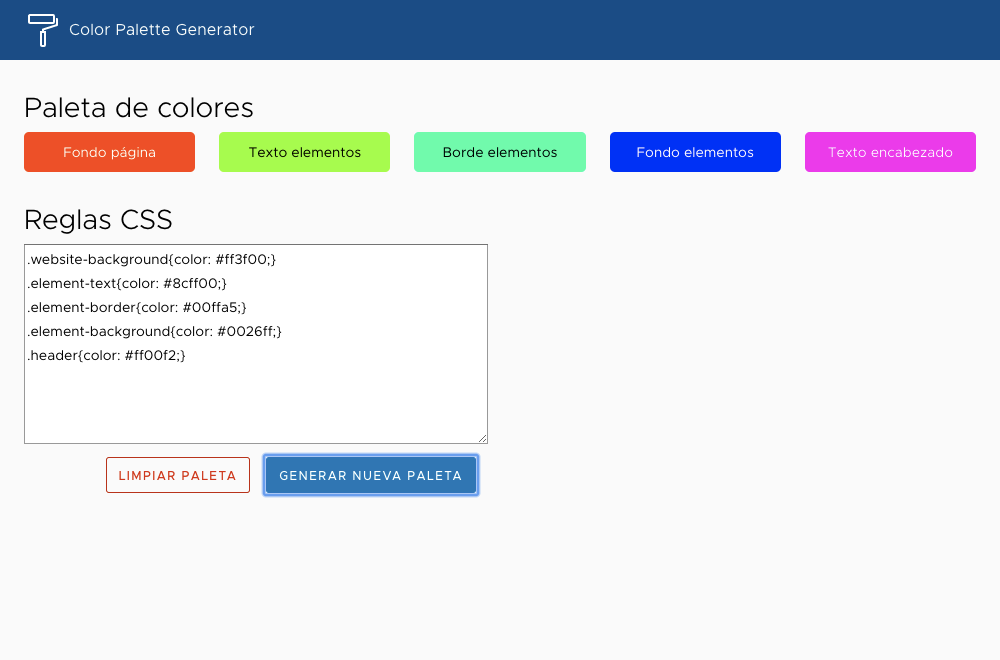 Color Palette Generator
Paleta de colores
Fondo página
Texto elementos
Borde elementos
Fondo elementos
Texto encabezado
Reglas CSS
.website-background{color: #ff3f00;}
.element-text{color: #8cff00;}
.element-border{color: #00ffa5;}
.element-background{color: #0026ff;}
.header{color: #ff00f2;}
LIMPIAR PALETA
GENERAR NUEVA PALETA